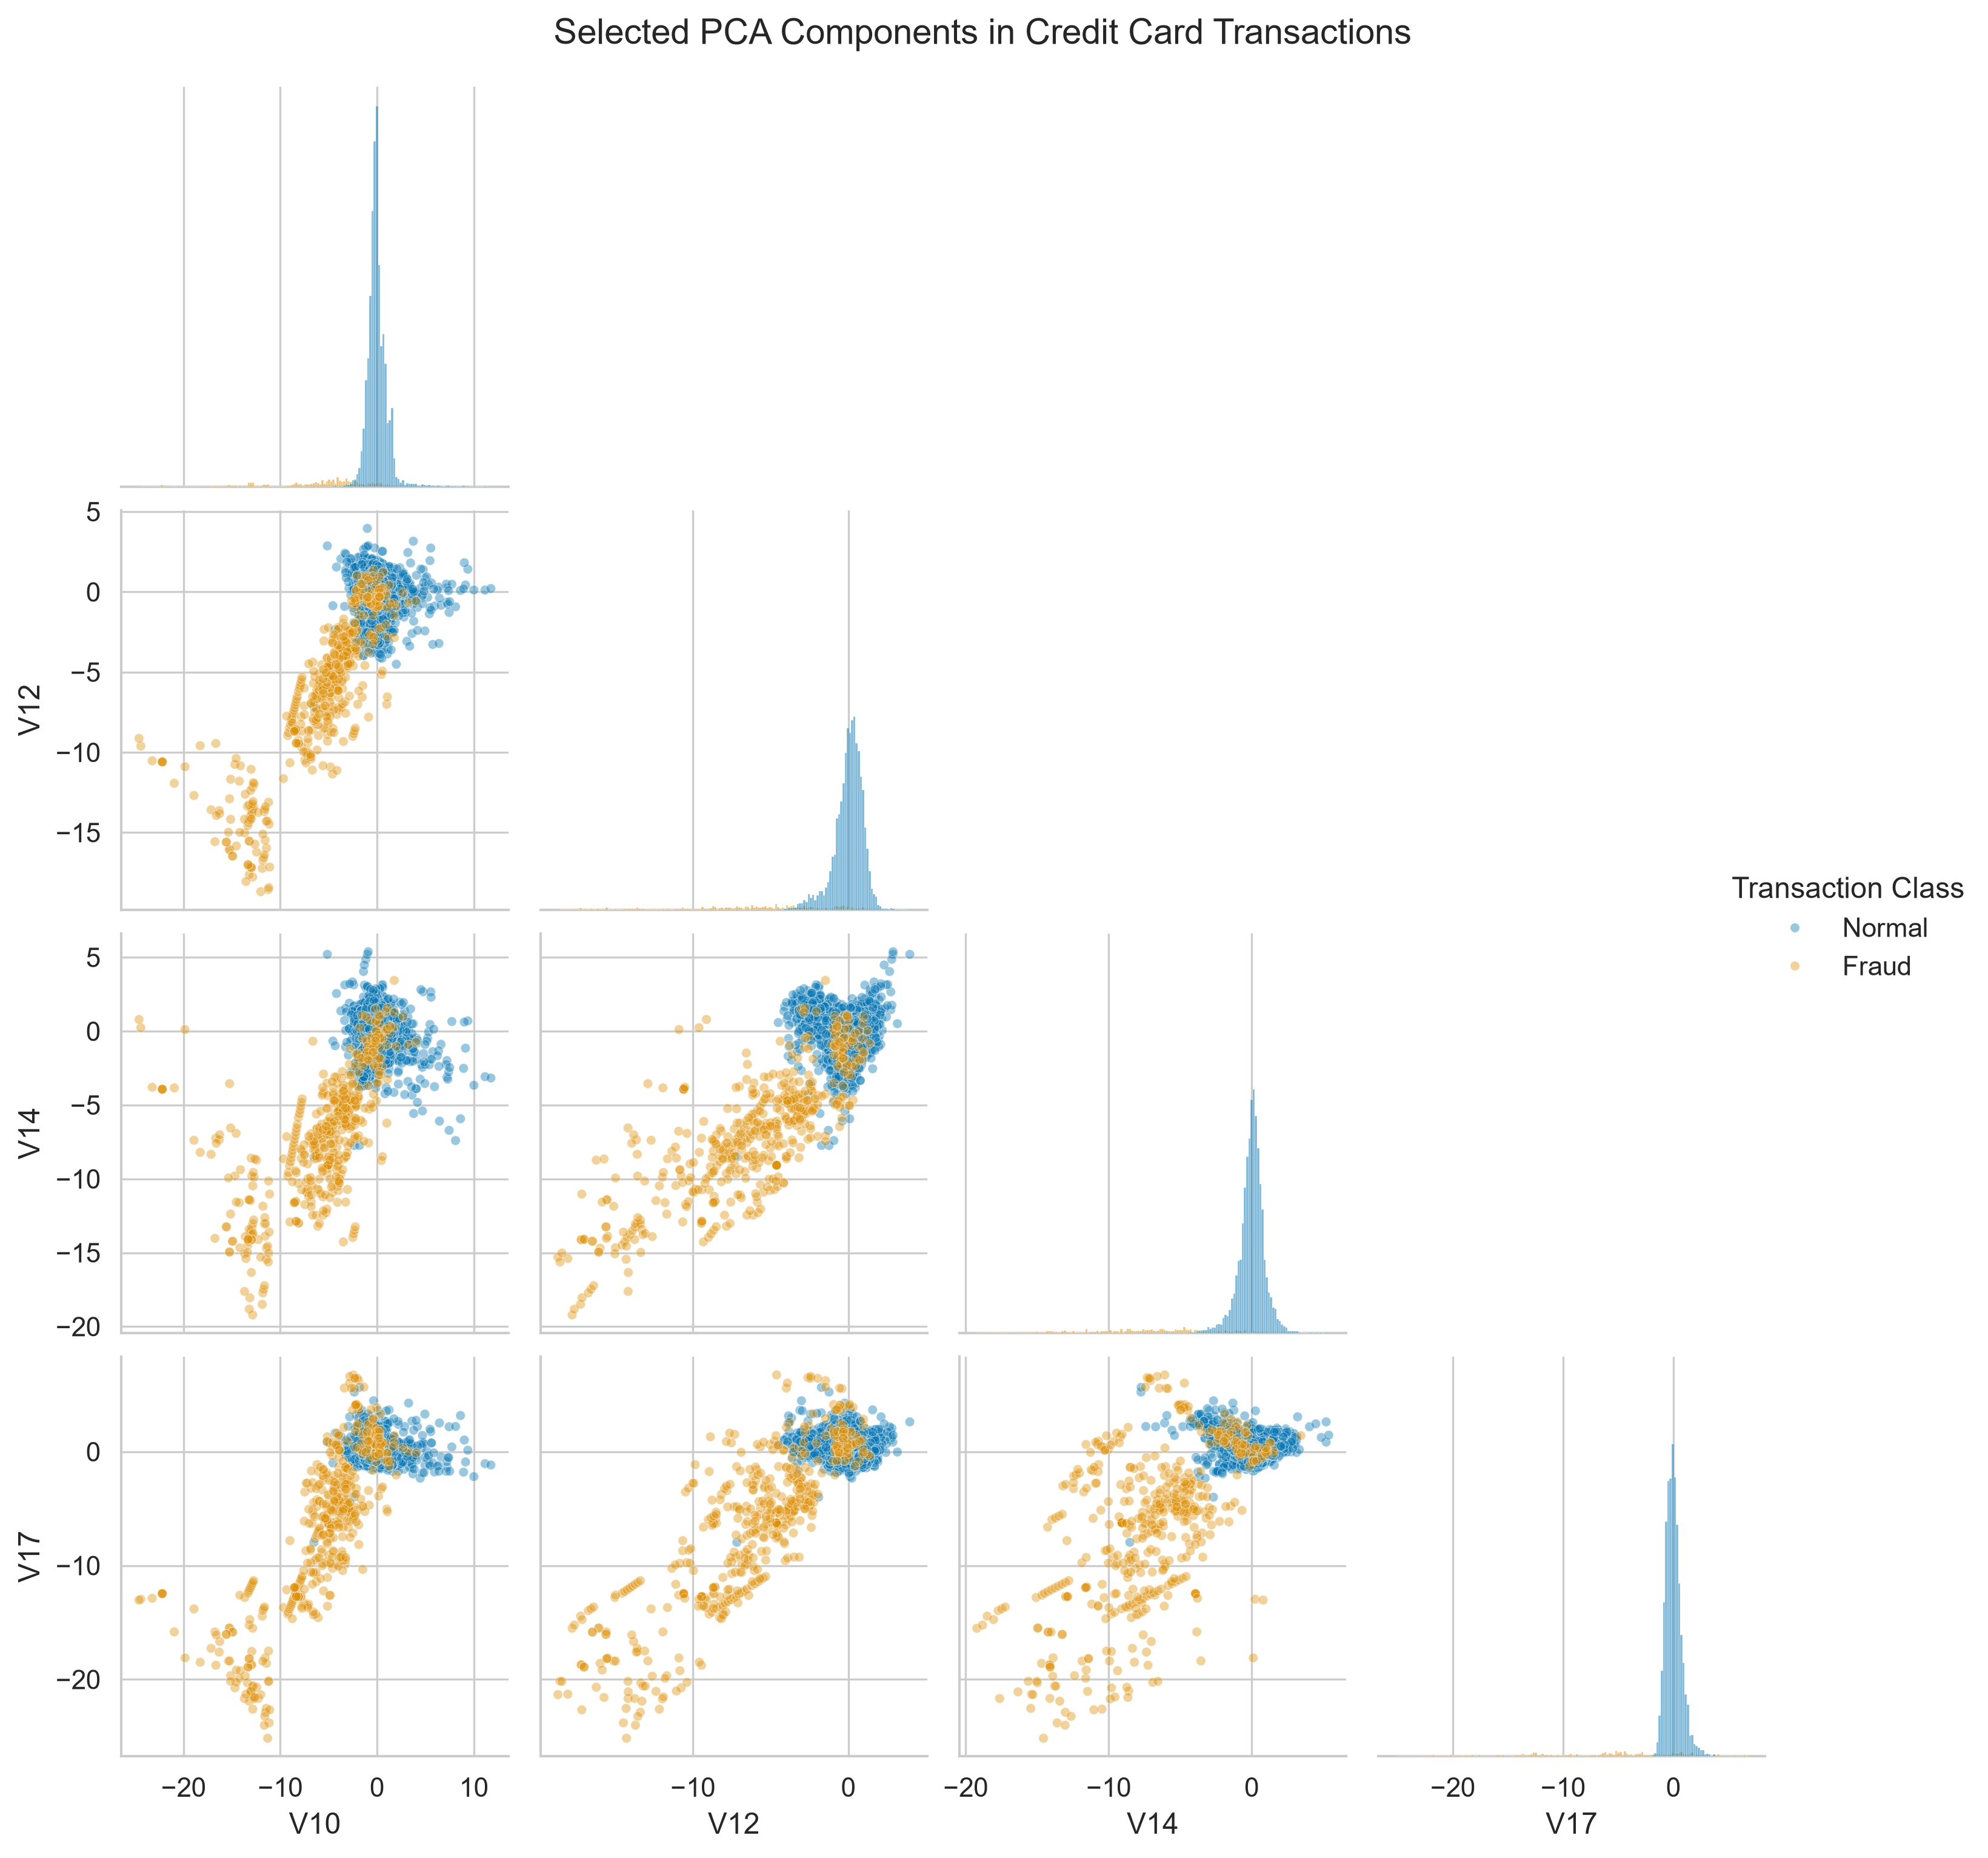 Selected PCA Components in Credit Card Transactions
5
0
−5
−10
−15
V12
5
0
−5
−10
−15
−20
V14
0
−10
−20
V17
−20 −10 0 10
V10
−10 0
V12
−20 −10 0
V14
−20 −10 0
V17
Transaction Class
Normal
Fraud